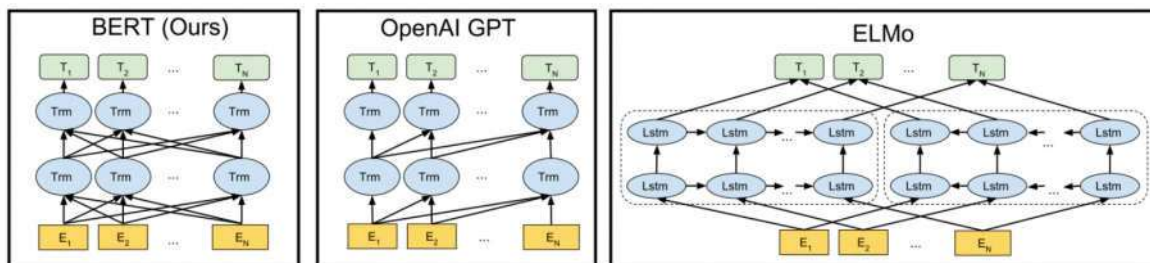 BERT (Ours)
T1 T2 ... TN
Trm Trm ... Trm
Trm Trm ... Trm
E1 E2 ... EN
OpenAI GPT
T1 T2 ... TN
Trm Trm ... Trm
Trm Trm ... Trm
E1 E2 ... EN
ELMo
T1 T2 ... TN
Lstm Lstm ... Lstm Lstm Lstm ... Lstm
Lstm Lstm ... Lstm Lstm Lstm ... Lstm
E1 E2 ... EN